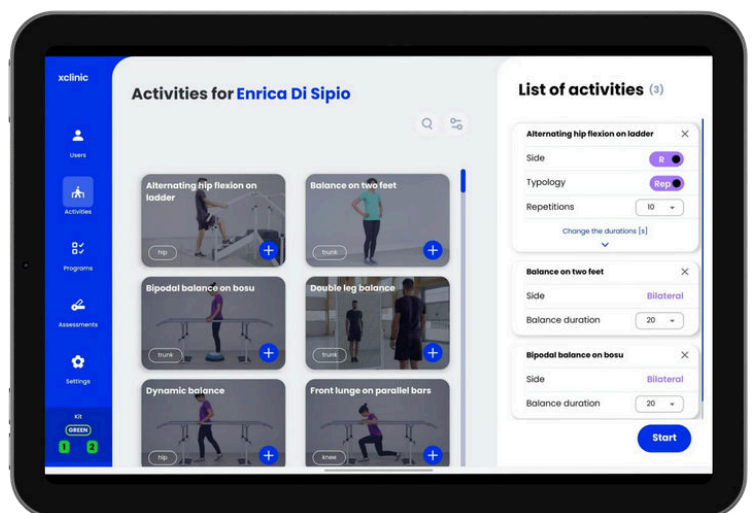 xclinic
Users
Activities
Programs
Assessments
Settings
Kit
GREEN
1 2
Activities for Enrica Di Sipio
Alternating hip flexion on
ladder
hip
Balance on two feet
trunk
Bipodal balance on bosu
trunk
Double leg balance
trunk
Dynamic balance
hip
Front lunge on parallel bars
knee
List of activities (3)
Alternating hip flexion on ladder
Side R
Typology Rep
Repetitions 10
Change the durations [s]
Balance on two feet
Side Bilateral
Balance duration 20
Bipodal balance on bosu
Side Bilateral
Balance duration 20
Start